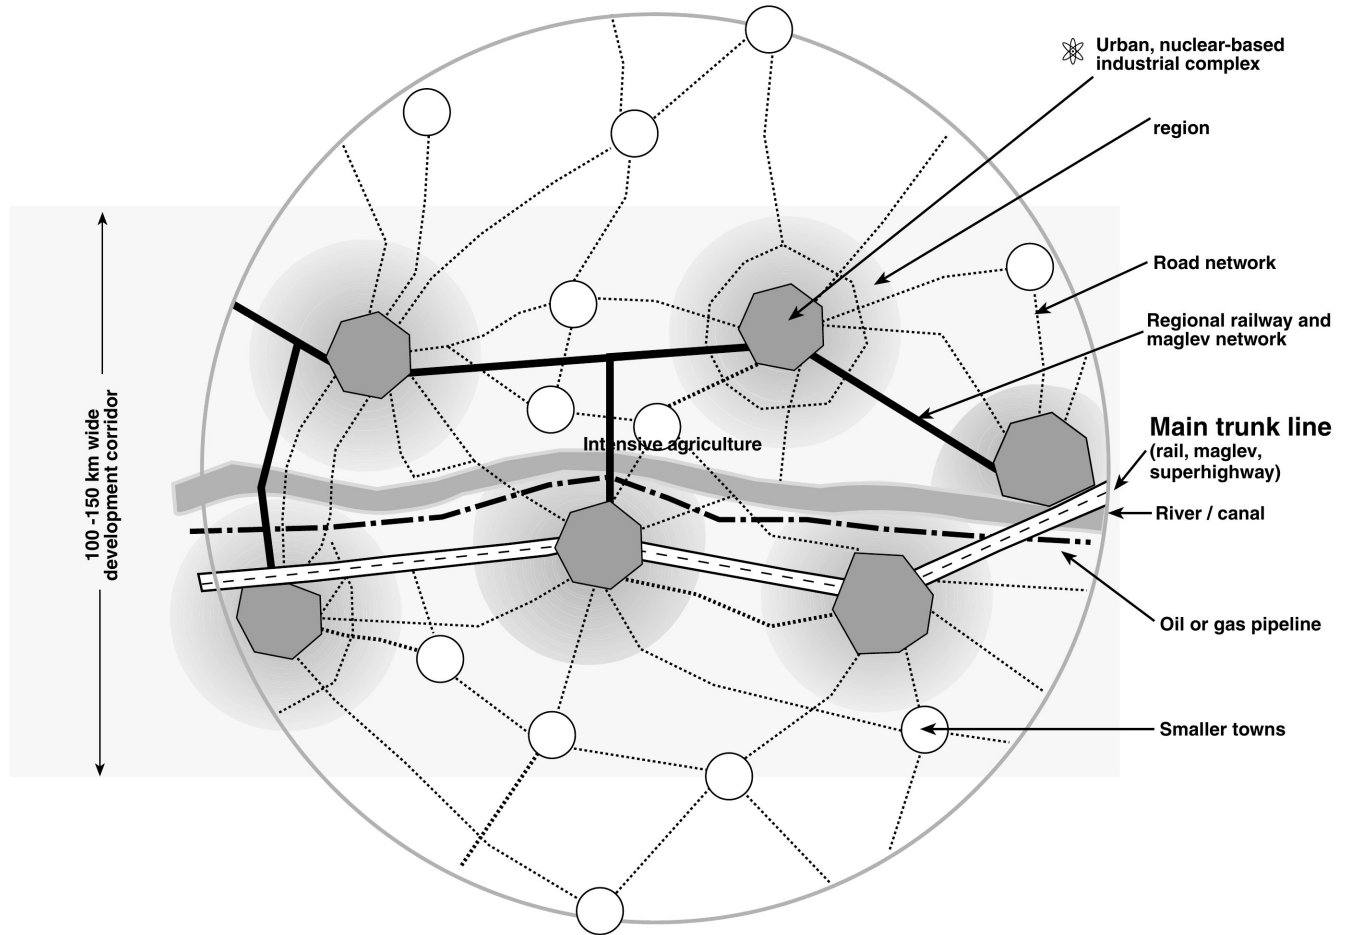 Urban, nuclear-based
industrial complex
region
Road network
Regional railway and
maglev network
Main trunk line
(rail, maglev,
superhighway)
River / canal
Oil or gas pipeline
Smaller towns
Intensive agriculture
100 -150 km wide
development corridor